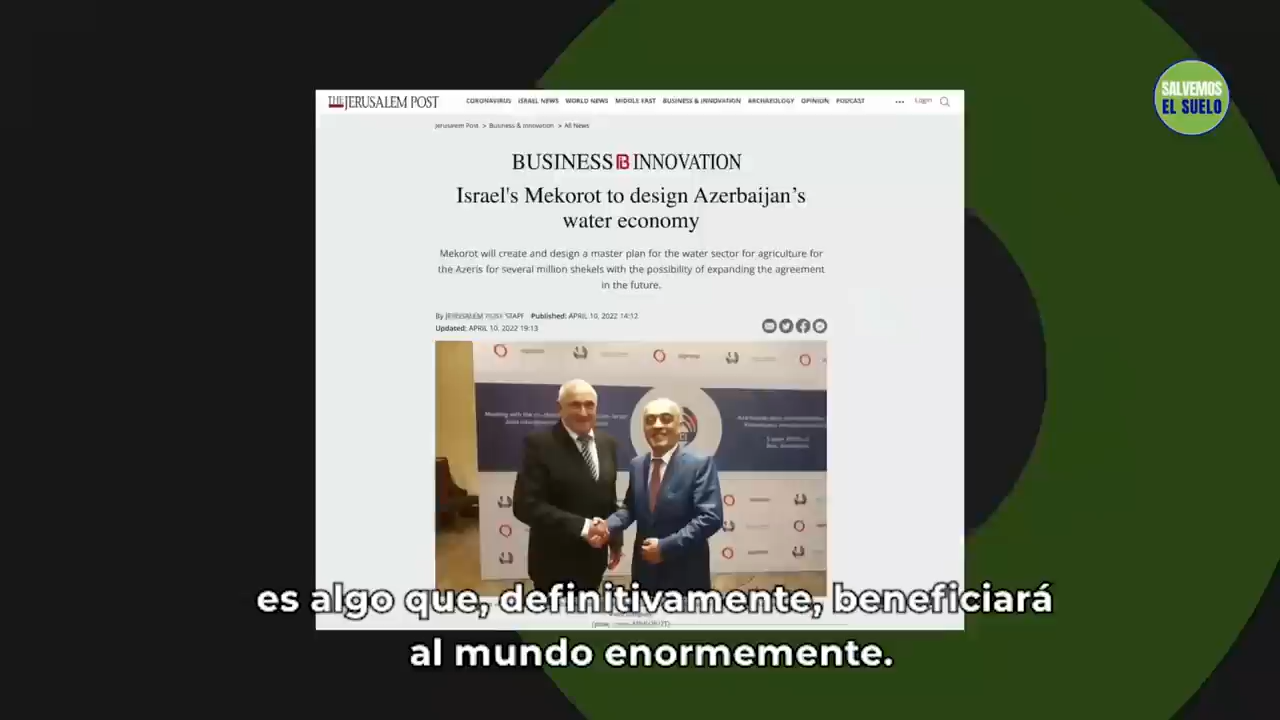 THE JERUSALEM POST
CORONAVIRUS ISRAEL NEWS WORLD NEWS MIDDLE EAST BUSINESS & INNOVATION ARCHAEOLOGY OPINION PODCAST ... Login
SALVEMOS
EL SUELO
Jerusalem Post > Business & Innovation > All News
BUSINESS B INNOVATION
Israel's Mekorot to design Azerbaijan’s
water economy
Mekorot will create and design a master plan for the water sector for agriculture for
the Azeris for several million shekels with the possibility of expanding the agreement
in the future.
By JERUSALEM POST STAFF Published: APRIL 10, 2022 14:12
Updated: APRIL 10, 2022 19:13
es algo que, definitivamente, beneficiará
al mundo enormemente.